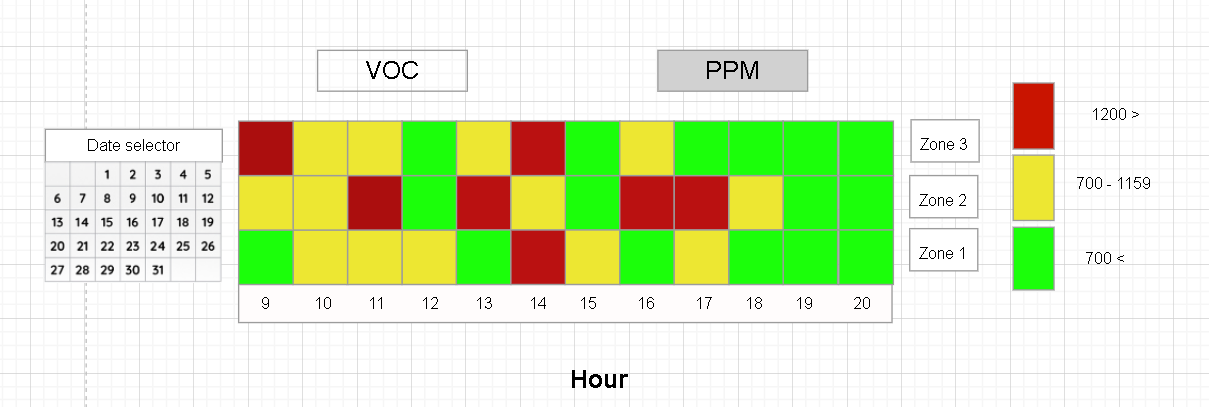 VOC
PPM
Date selector
1 2 3 4 5
6 7 8 9 10 11 12
13 14 15 16 17 18 19
20 21 22 23 24 25 26
27 28 29 30 31
Zone 3
Zone 2
Zone 1
9 10 11 12 13 14 15 16 17 18 19 20
Hour
1200 >
700 - 1159
700 <